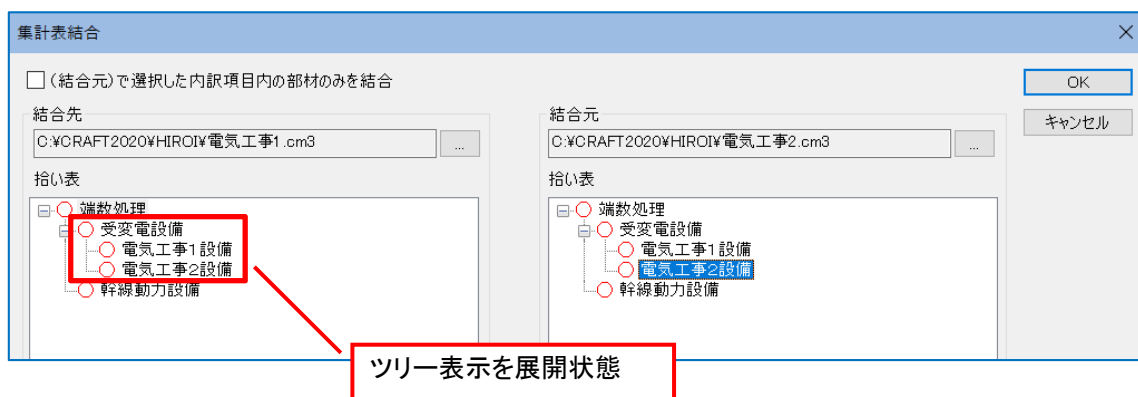 集計表結合
(結合元)で選択した内訳項目内の部材のみを結合
OK
キャンセル
結合先
C:¥CRAFT2020¥HIROI¥電気工事1.cm3
...
拾い表
端数処理
受変電設備
電気工事1設備
電気工事2設備
幹線動力設備
結合元
C:¥CRAFT2020¥HIROI¥電気工事2.cm3
...
拾い表
端数処理
受変電設備
電気工事1設備
電気工事2設備
幹線動力設備
ツリー表示を展開状態